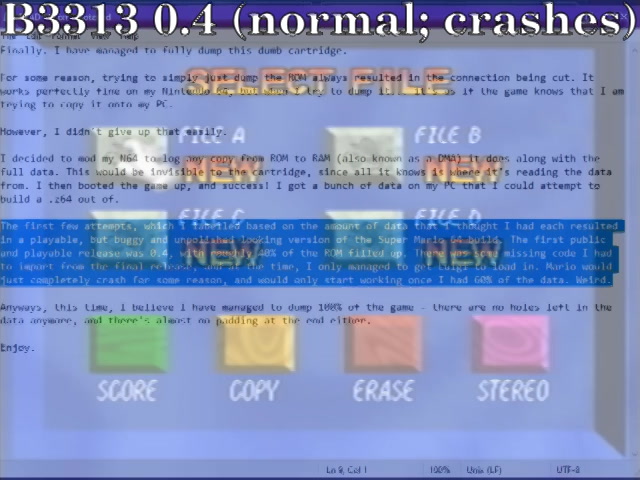 B3313 0.4 (normal; crashes)
Finally. I have managed to fully dump this dumb cartridge.
SELECT FILE
For some reason, trying to simply just dump the ROM always resulted in the connection being cut. It
works perfectly fine on my Nintendo 64, but when I try to dump it... it's as if the game knows that I am
trying to copy it onto my PC.
However, I didn't give up that easily.
FILE A
FILE B
I decided to mod my N64 to log any copy from ROM to RAM (also known as a DMA) it does along with the
full data. This would be invisible to the cartridge, since all it knows is where it's reading the data
from. I then booted the game up, and success! I got a bunch of data on my PC that I could attempt to
build a .z64 out of.
NEW
NEW
FILE C
FILE D
The first few attempts, which I labelled based on the amount of data that I thought I had each resulted
in a playable, but buggy and unpolished looking version of the Super Mario 64 build. The first public
and playable release was 0.4, with roughly 40% of the ROM filled up. missing code I had
to import from the final release, and at the time, I only managed to get Luigi to load in. Mario would
just completely crash for some reason, and would only start working once I had 60% of the data. Weird.
NEW
NEW
Anyways, this time, I believe I have managed to dump 100% of the game - there are no holes left in the
data anymore, and there's almost no padding at the end either.
Enjoy.
SCORE
COPY
ERASE
STEREO
Ln 9, Col 1
100%
Unix (LF)
UTF-8